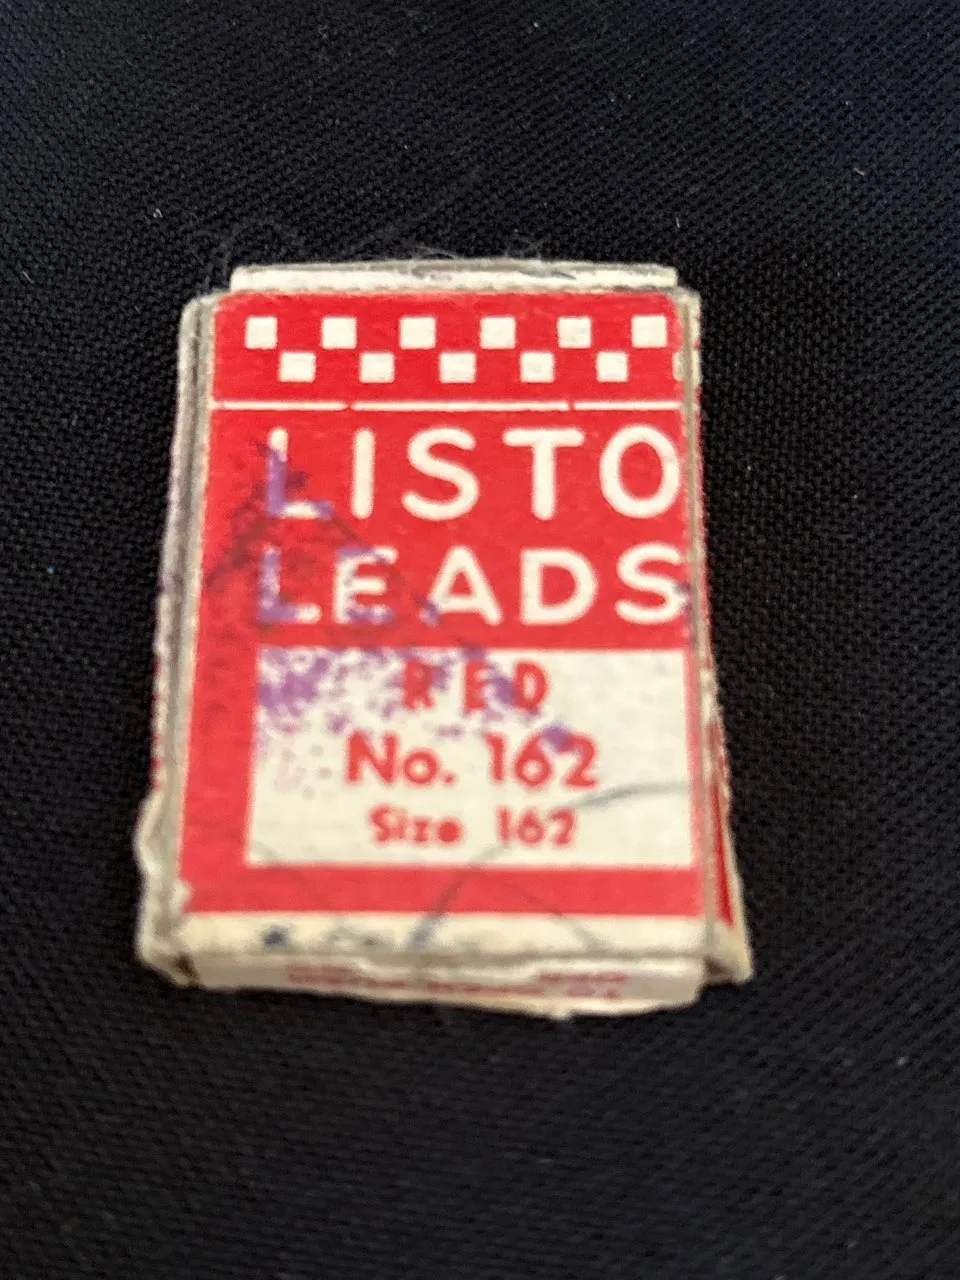 LISTO
LEADS
RED
No. 162
Size 162